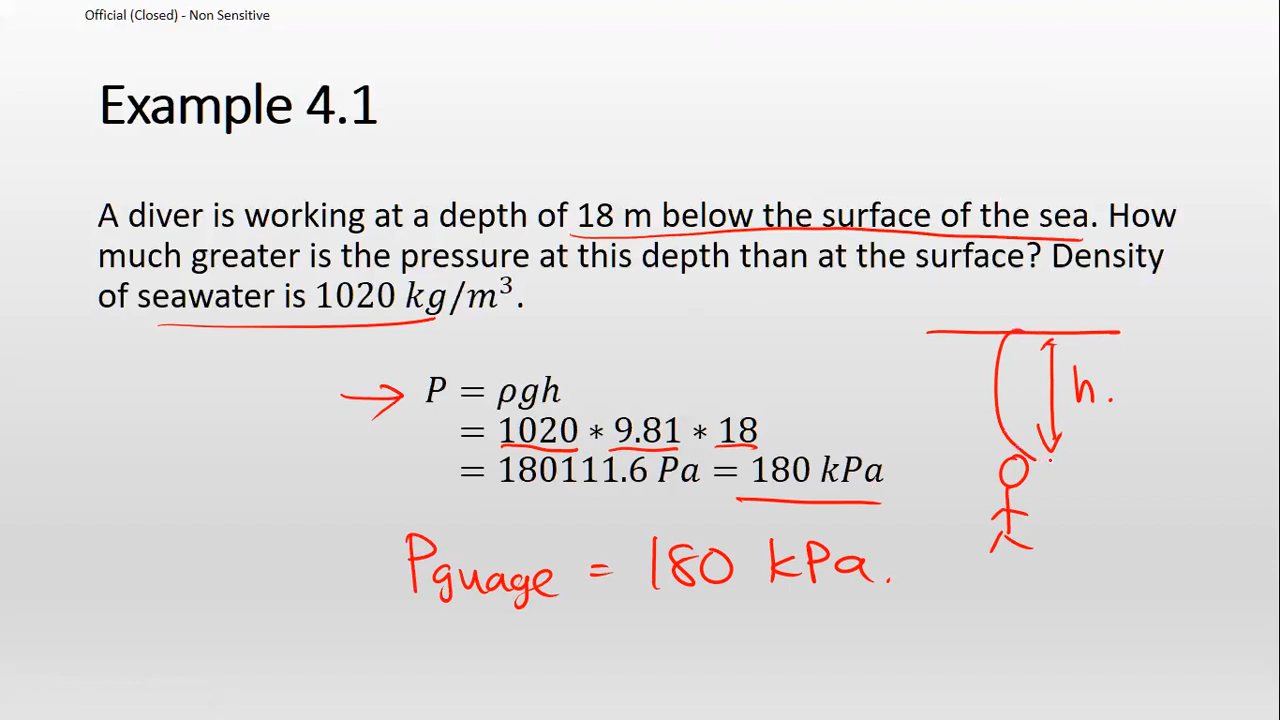 Official (Closed) - Non Sensitive
Example 4.1
A diver is working at a depth of 18 m below the surface of the sea. How
much greater is the pressure at this depth than at the surface? Density
of seawater is 1020 kg/m³.
P = ρgh
= 1020 ∗ 9.81 ∗ 18
= 180111.6 Pa = 180 kPa
h.
Pguage = 180 kPa.